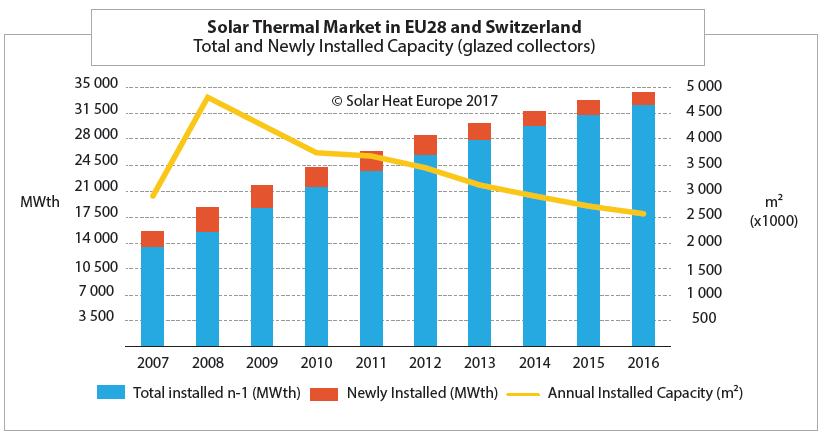 Solar Thermal Market in EU28 and Switzerland
Total and Newly Installed Capacity (glazed collectors)
© Solar Heat Europe 2017
MWth
35 000
31 500
28 000
24 500
21 000
17 500
14 000
10 500
7 000
3 500
5 000
4 500
4 000
3 500
3 000
2 500
2 000
1 500
1 000
500
m²
(x1000)
2007 2008 2009 2010 2011 2012 2013 2014 2015 2016
Total installed n-1 (MWth) Newly Installed (MWth) Annual Installed Capacity (m²)